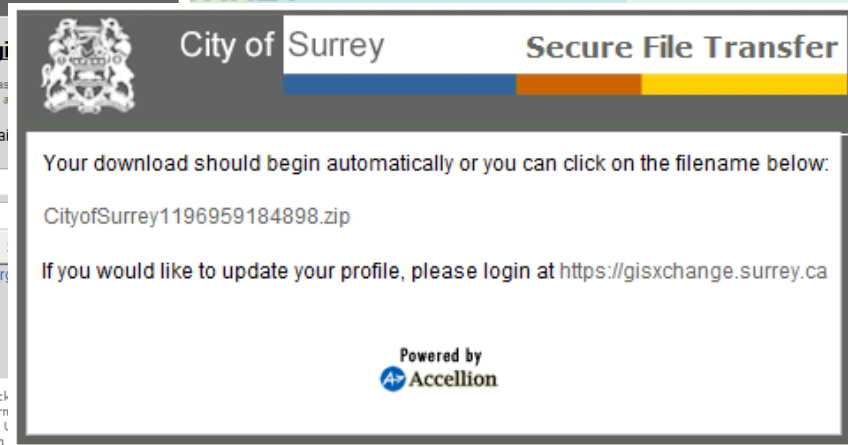 City of Surrey
Secure File Transfer
Your download should begin automatically or you can click on the filename below:
CityofSurrey1196959184898.zip
If you would like to update your profile, please login at https://gisxchange.surrey.ca
Powered by
Accellion